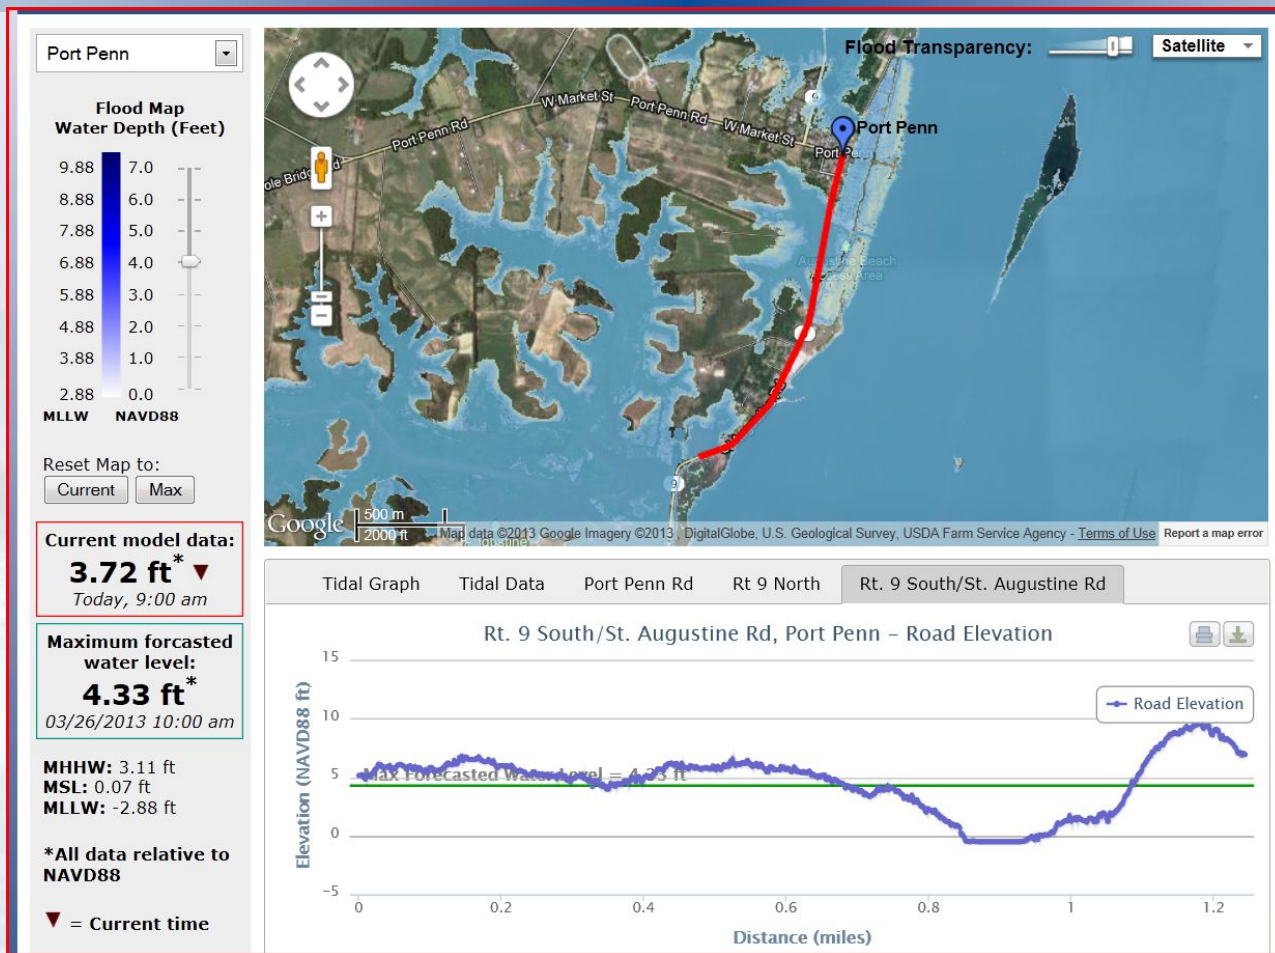 Port Penn
Flood Map
Water Depth (Feet)
9.88 7.0
8.88 6.0
7.88 5.0
6.88 4.0
5.88 3.0
4.88 2.0
3.88 1.0
2.88 0.0
MLLW NAVD88
Reset Map to:
Current Max
Current model data:
3.72 ft* ▼
Today, 9:00 am
Maximum forcasted
water level:
4.33 ft*
03/26/2013 10:00 am
MHHW: 3.11 ft
MSL: 0.07 ft
MLLW: -2.88 ft
*All data relative to
NAVD88
▼ = Current time
Flood Transparency:
Satellite
W Market St
Port Penn Rd
W Market St
Port Penn Rd
9
Port Penn
Port Penn
Augustine Beach
Access Area
9
Google
500 m
2000 ft
Map data ©2013 Google Imagery ©2013 , DigitalGlobe, U.S. Geological Survey, USDA Farm Service Agency - Terms of Use
Report a map error
Tidal Graph Tidal Data Port Penn Rd Rt 9 North Rt. 9 South/St. Augustine Rd
Rt. 9 South/St. Augustine Rd, Port Penn – Road Elevation
Elevation (NAVD88 ft)
15
10
5
0
-5
Road Elevation
Max Forecasted Water Level = 4.33 ft
0 0.2 0.4 0.6 0.8 1 1.2
Distance (miles)